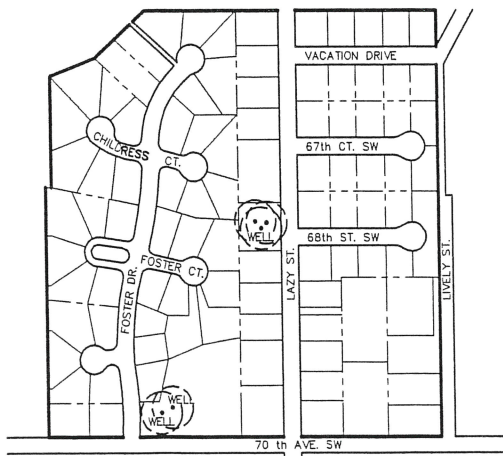 VACATION DRIVE
CHILDRESS CT.
67th CT. SW
WELL
68th ST. SW
FOSTER CT.
FOSTER DR.
LAZY ST.
LIVELY ST.
WELL
WELL
70 th AVE. SW